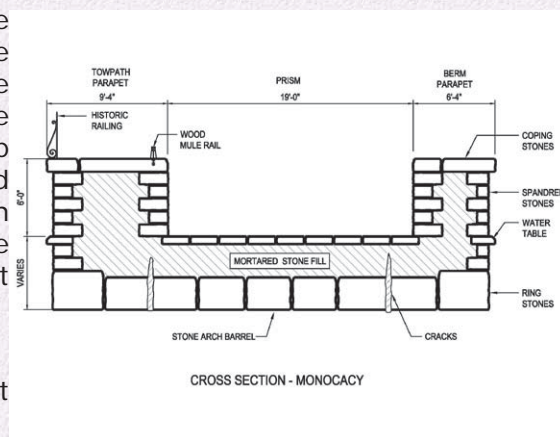 TOWPATH
PARAPET
9'-4"
PRISM
19'-0"
BERM
PARAPET
6'-4"
HISTORIC
RAILING
WOOD
MULE RAIL
COPING
STONES
6'-0"
SPANDREL
STONES
WATER
TABLE
VARIES
MORTARED STONE FILL
RING
STONES
STONE ARCH BARREL
CRACKS
CROSS SECTION - MONOCACY